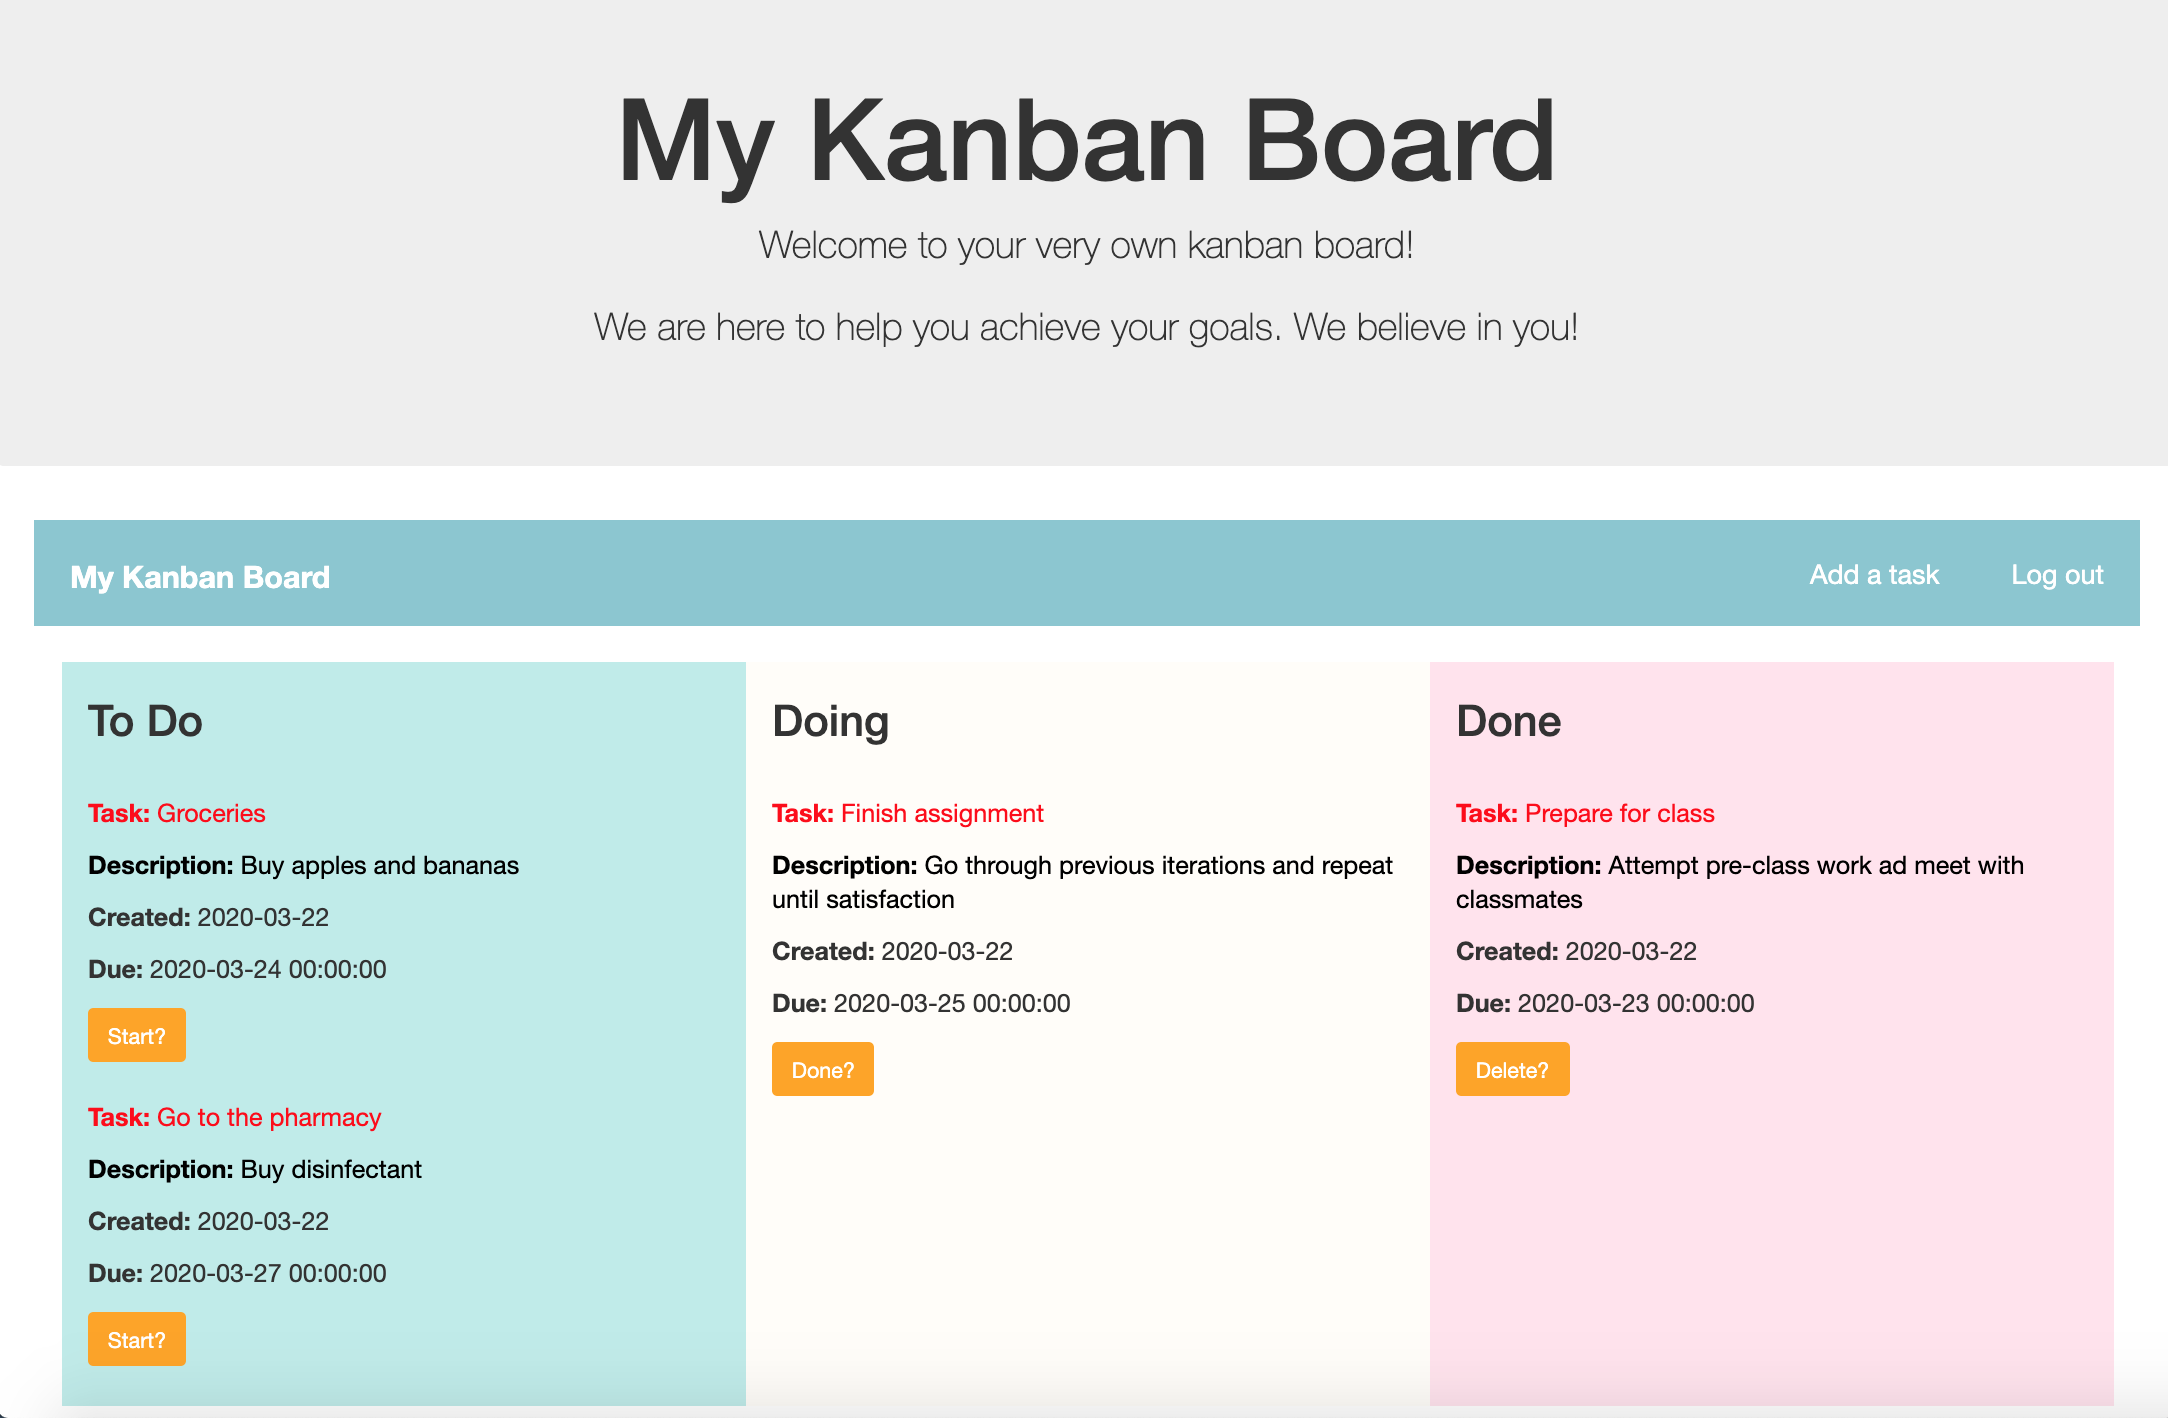 My Kanban Board
Welcome to your very own kanban board!
We are here to help you achieve your goals. We believe in you!
My Kanban Board
Add a task
Log out
To Do
Task: Groceries
Description: Buy apples and bananas
Created: 2020-03-22
Due: 2020-03-24 00:00:00
Start?
Task: Go to the pharmacy
Description: Buy disinfectant
Created: 2020-03-22
Due: 2020-03-27 00:00:00
Start?
Doing
Task: Finish assignment
Description: Go through previous iterations and repeat
until satisfaction
Created: 2020-03-22
Due: 2020-03-25 00:00:00
Done?
Done
Task: Prepare for class
Description: Attempt pre-class work ad meet with
classmates
Created: 2020-03-22
Due: 2020-03-23 00:00:00
Delete?